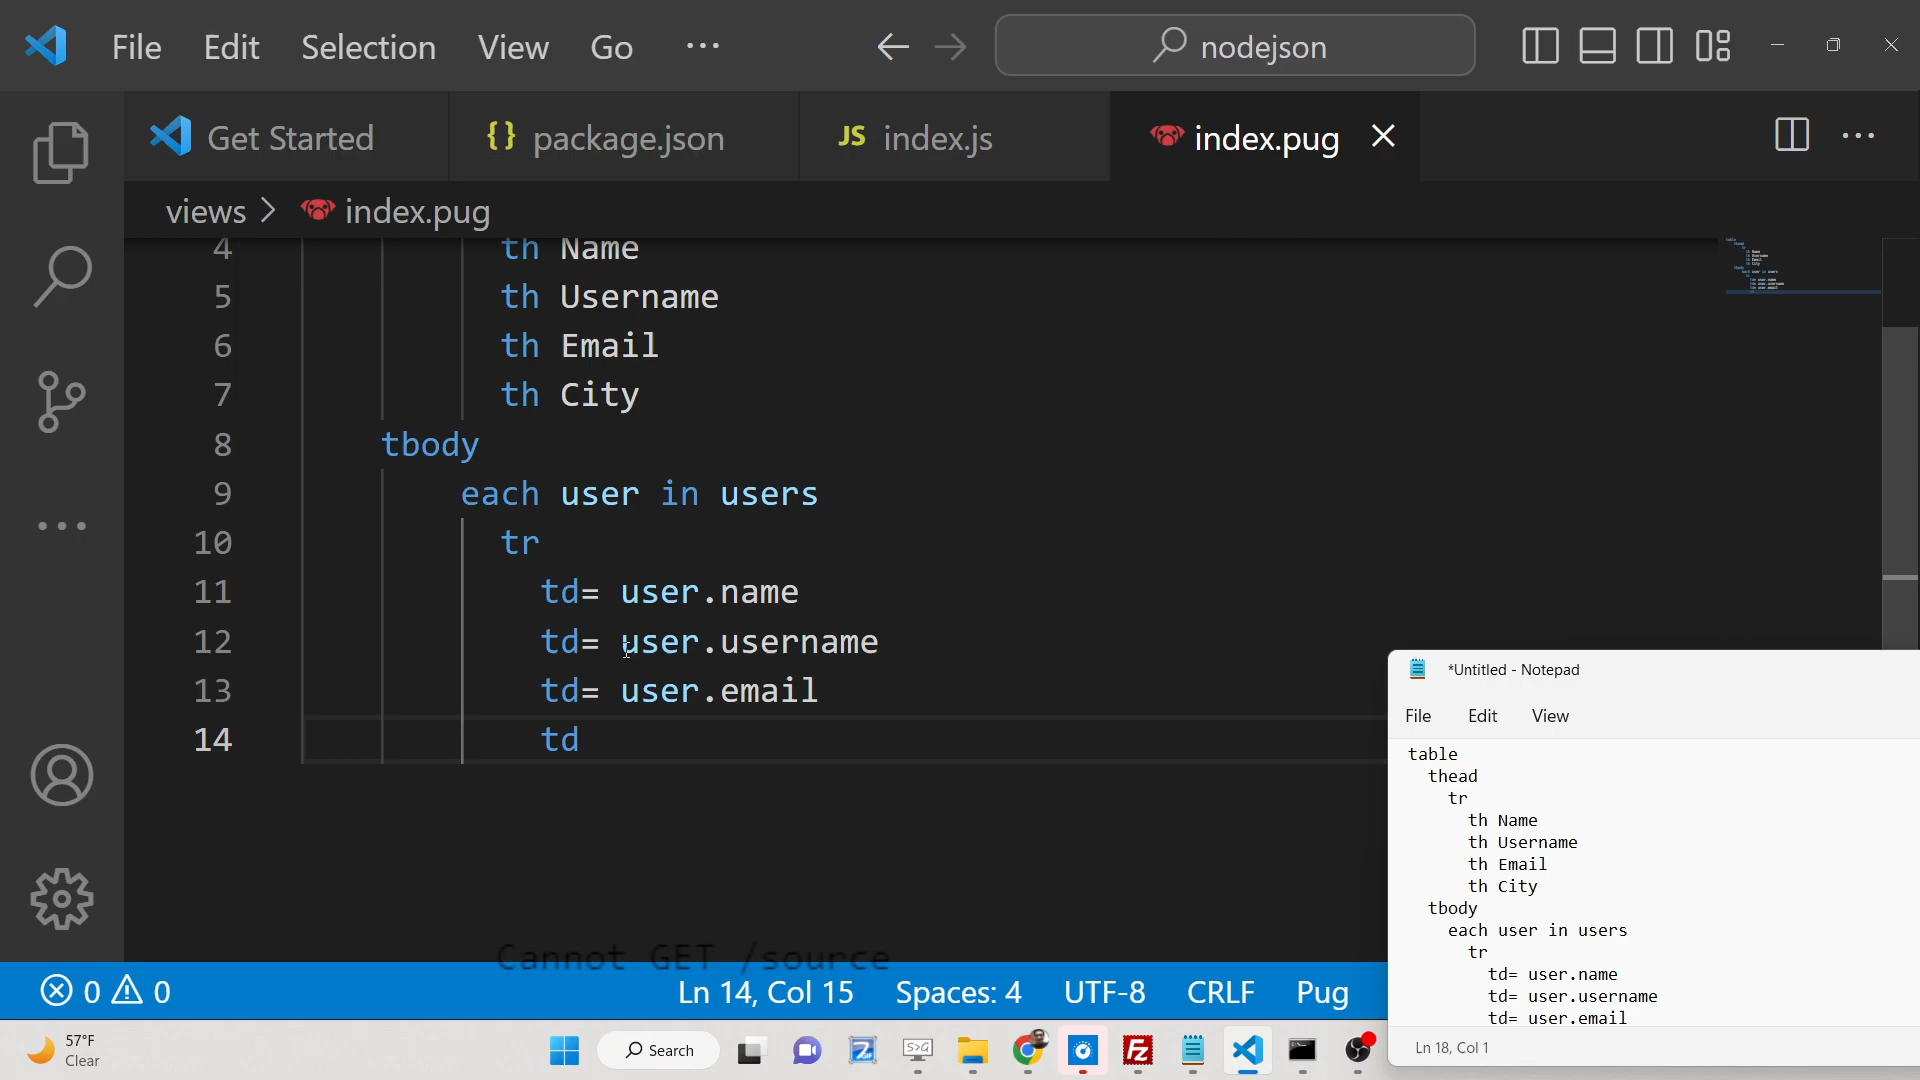 File Edit Selection View Go ···
nodejson
Get Started
{} package.json
JS index.js
index.pug
views > index.pug
4 th Name
5 th Username
6 th Email
7 th City
8 tbody
9 each user in users
10 tr
11 td= user.name
12 td= user.username
13 td= user.email
14 td
Cannot GET /source
0 0
Ln 14, Col 15 Spaces: 4 UTF-8 CRLF Pug
*Untitled - Notepad
File Edit View
table
thead
tr
th Name
th Username
th Email
th City
tbody
each user in users
tr
td= user.name
td= user.username
td= user.email
Ln 18, Col 1
57°F
Clear
Search